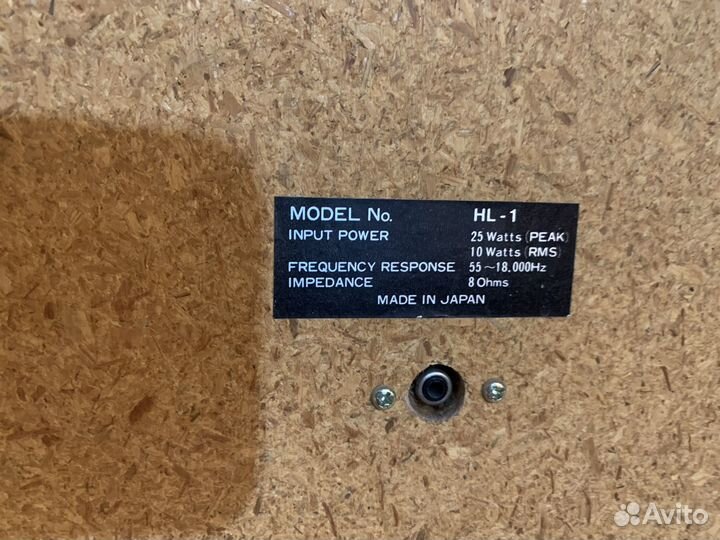 MODEL No. HL-1
INPUT POWER 25 Watts (PEAK)
10 Watts (RMS)
FREQUENCY RESPONSE 55~18,000Hz
IMPEDANCE 8 Ohms
MADE IN JAPAN
Avito